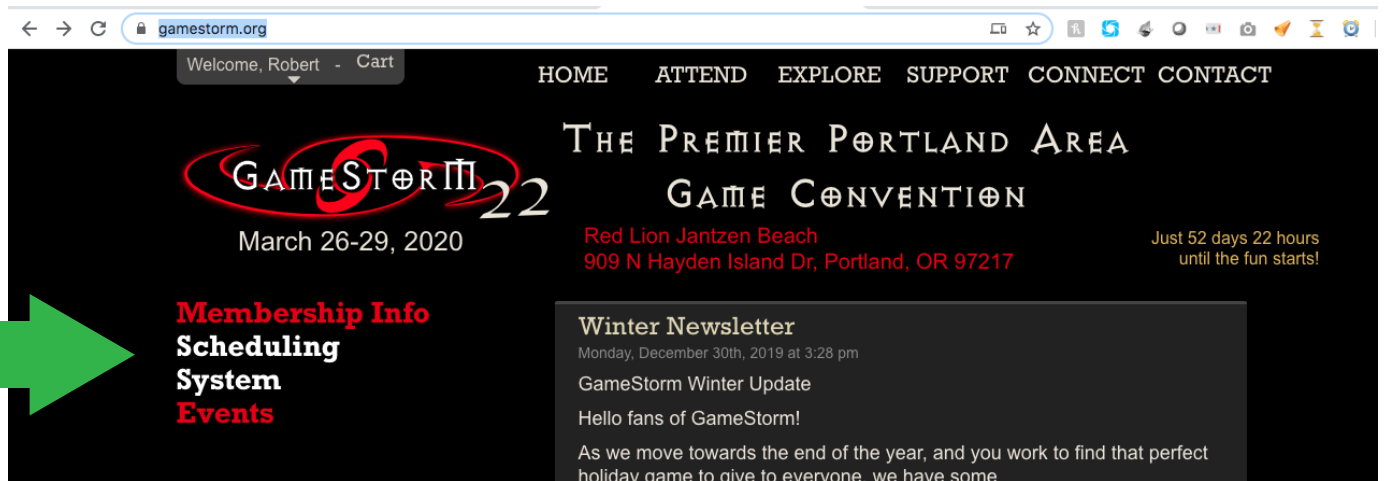 gamestorm.org
Welcome, Robert - Cart
HOME ATTEND EXPLORE SUPPORT CONNECT CONTACT
GameStorm 22
The Premier Portland Area
Game Convention
March 26-29, 2020
Red Lion Jantzen Beach
909 N Hayden Island Dr, Portland, OR 97217
Just 52 days 22 hours
until the fun starts!
Membership Info
Scheduling
System
Events
Winter Newsletter
Monday, December 30th, 2019 at 3:28 pm
GameStorm Winter Update
Hello fans of GameStorm!
As we move towards the end of the year, and you work to find that perfect
holiday game to give to everyone, we have some